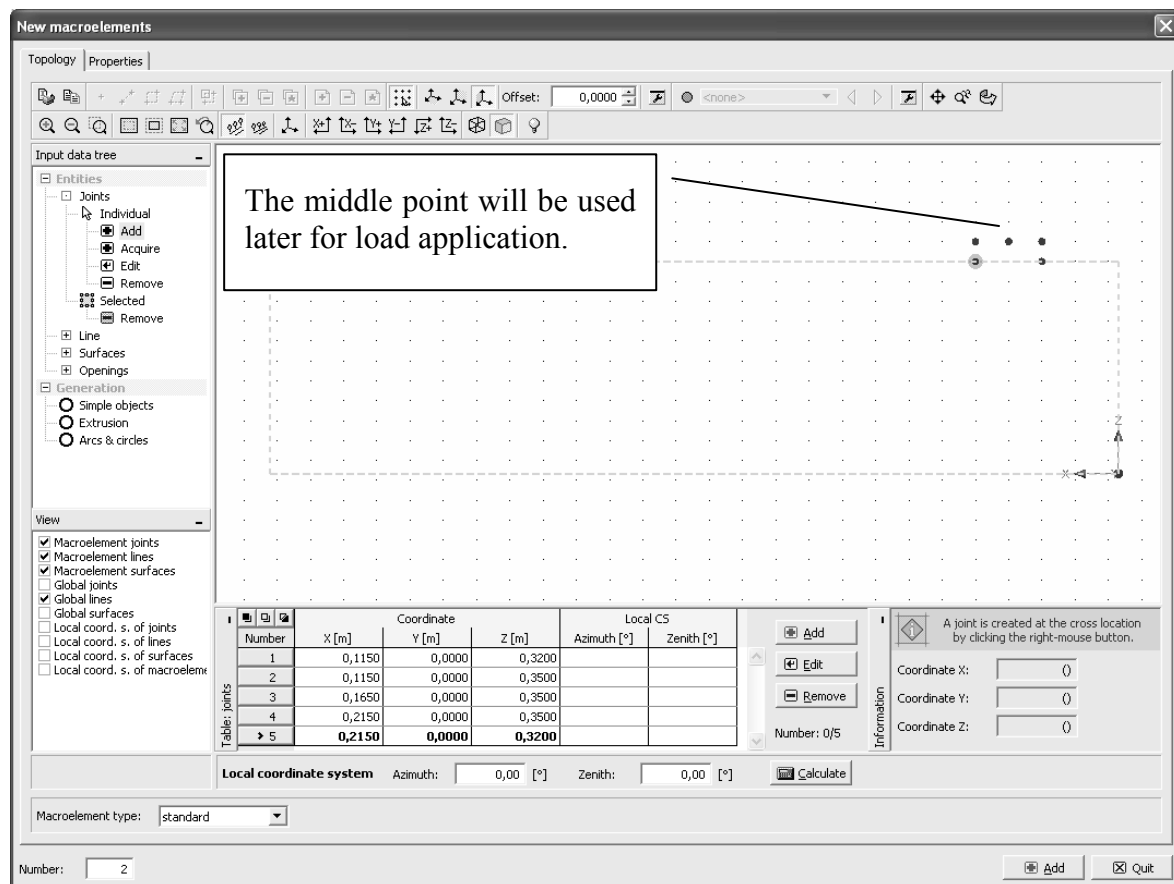 New macroelements
Topology Properties
Offset: 0,0000 <none>
Input data tree
Entities
Joints
Individual
Add
Acquire
Edit
Remove
Selected
Remove
Line
Surfaces
Openings
Generation
Simple objects
Extrusion
Arcs & circles
The middle point will be used
later for load application.
Z
X
View
Macroelement joints
Macroelement lines
Macroelement surfaces
Global joints
Global lines
Global surfaces
Local coord. s. of joints
Local coord. s. of lines
Local coord. s. of surfaces
Local coord. s. of macroeleme
Table: joints
Coordinate Local CS
Number X [m] Y [m] Z [m] Azimuth [°] Zenith [°]
1 0,1150 0,0000 0,3200
2 0,1150 0,0000 0,3500
3 0,1650 0,0000 0,3500
4 0,2150 0,0000 0,3500
5 0,2150 0,0000 0,3200
Add
Edit
Remove
Number: 0/5
Information
A joint is created at the cross location
by clicking the right-mouse button.
Coordinate X: ()
Coordinate Y: ()
Coordinate Z: ()
Local coordinate system Azimuth: 0,00 [°] Zenith: 0,00 [°] Calculate
Macroelement type: standard
Number: 2 Add Quit